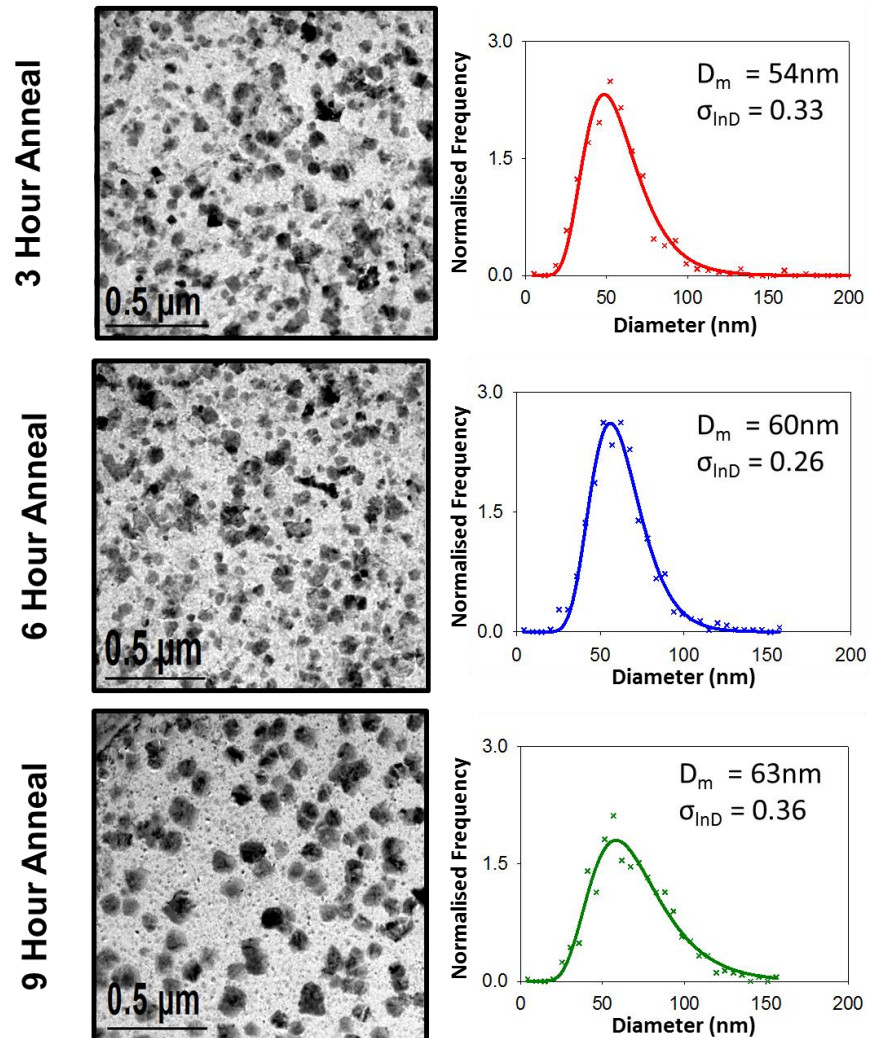 3 Hour Anneal
0.5 µm
3.0
1.5
0.0
Normalised Frequency
Dₘ = 54nm
σlnD = 0.33
0 50 100 150 200
Diameter (nm)
6 Hour Anneal
0.5 µm
3.0
1.5
0.0
Normalised Frequency
Dₘ = 60nm
σlnD = 0.26
0 50 100 150 200
Diameter (nm)
9 Hour Anneal
0.5 µm
3.0
1.5
0.0
Normalised Frequency
Dₘ = 63nm
σlnD = 0.36
0 50 100 150 200
Diameter (nm)